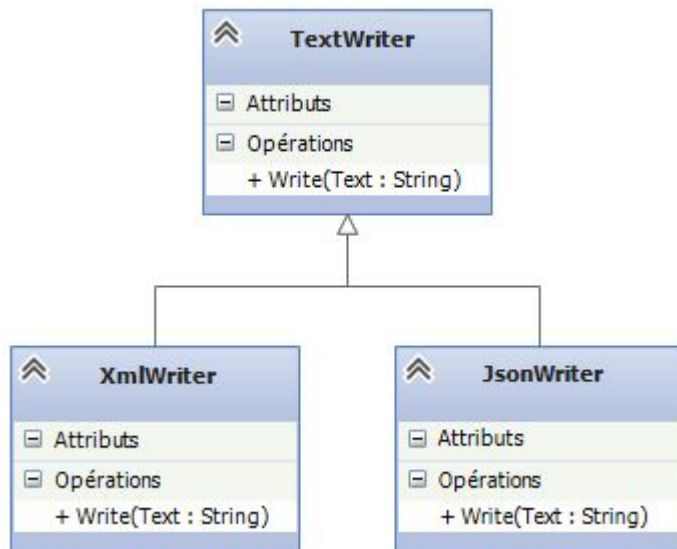 TextWriter
Attributs
Opérations
+ Write(Text : String)
XmlWriter
Attributs
Opérations
+ Write(Text : String)
JsonWriter
Attributs
Opérations
+ Write(Text : String)